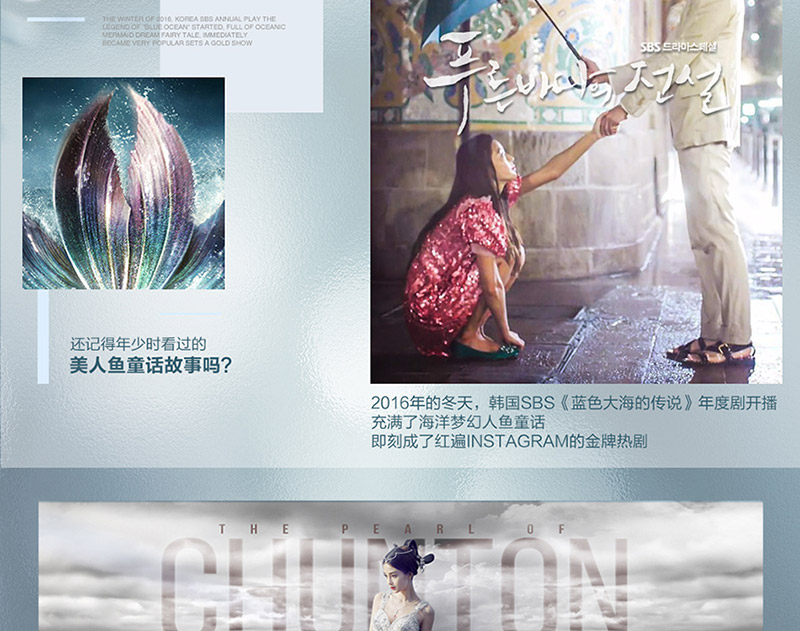 THE WINTER OF 2016, KOREA SBS ANNUAL PLAY THE
LEGEND OF "BLUE OCEAN" STARTED, FULL OF OCEANIC
MERMAID DREAM FAIRY TALE, IMMEDIATELY
BECAME VERY POPULAR SETS A GOLD SHOW
SBS 드라마스페셜
푸른 바다의 전설
还记得年少时看过的
美人鱼童话故事吗?
2016年的冬天，韩国SBS《蓝色大海的传说》年度剧开播
充满了海洋梦幻人鱼童话
即刻成了红遍INSTAGRAM的金牌热剧
THE PEARL OF
CHUNTON